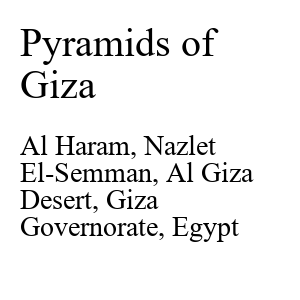 Pyramids of
Giza
Al Haram, Nazlet
El-Semman, Al Giza
Desert, Giza
Governorate, Egypt